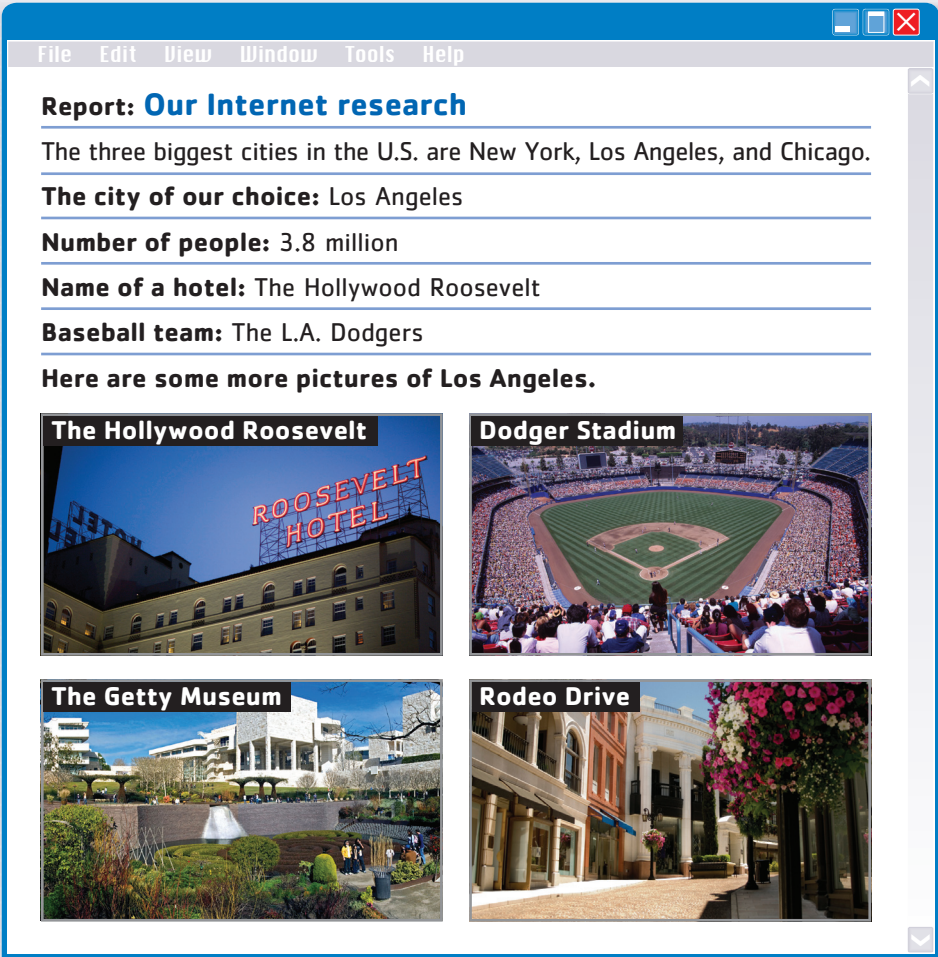 File Edit View Window Tools Help
Report: Our Internet research
The three biggest cities in the U.S. are New York, Los Angeles, and Chicago.
The city of our choice: Los Angeles
Number of people: 3.8 million
Name of a hotel: The Hollywood Roosevelt
Baseball team: The L.A. Dodgers
Here are some more pictures of Los Angeles.
The Hollywood Roosevelt
ROOSEVELT
HOTEL
HOTEL
Dodger Stadium
The Getty Museum
Rodeo Drive